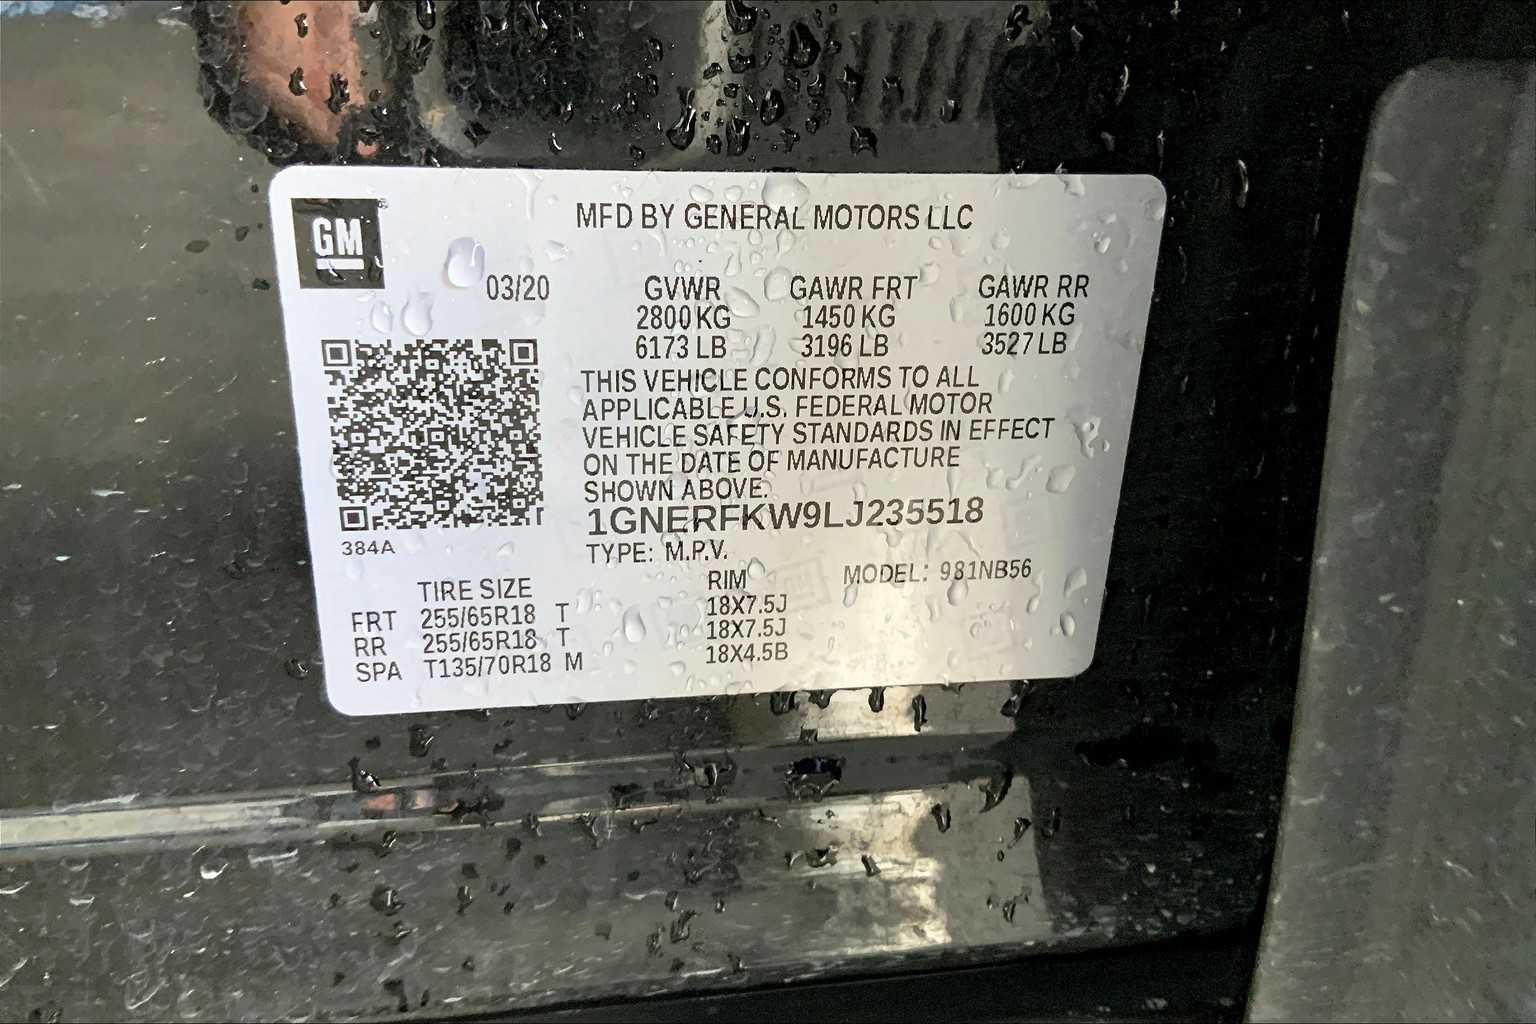 GM
MFD BY GENERAL MOTORS LLC
03/20 GVWR GAWR FRT GAWR RR
2800 KG 1450 KG 1600 KG
6173 LB 3196 LB 3527 LB
THIS VEHICLE CONFORMS TO ALL
APPLICABLE U.S. FEDERAL MOTOR
VEHICLE SAFETY STANDARDS IN EFFECT
ON THE DATE OF MANUFACTURE
SHOWN ABOVE.
1GNERFKW9LJ235518
384A
TYPE: M.P.V.
TIRE SIZE RIM MODEL: 981NB56
FRT 255/65R18 T 18X7.5J
RR 255/65R18 T 18X7.5J
SPA T135/70R18 M 18X4.5B